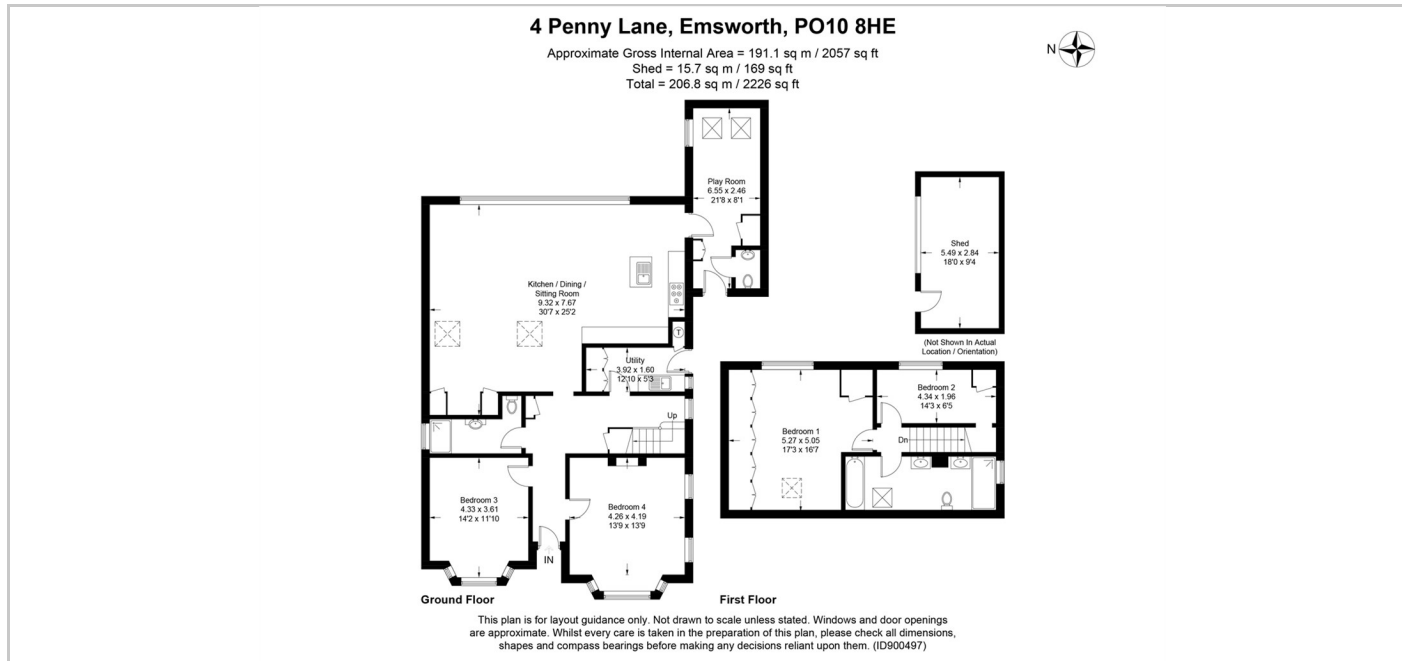 4 Penny Lane, Emsworth, PO10 8HE
Approximate Gross Internal Area = 191.1 sq m / 2057 sq ft
Shed = 15.7 sq m / 169 sq ft
Total = 206.8 sq m / 2226 sq ft
N
Play Room
6.55 x 2.46
21'8 x 8'1
Shed
5.49 x 2.84
18'0 x 9'4
(Not Shown In Actual
Location / Orientation)
Kitchen / Dining /
Sitting Room
9.32 x 7.67
30'7 x 25'2
T
Utility
3.92 x 1.60
12'10 x 5'3
Up
Bedroom 3
4.33 x 3.61
14'2 x 11'10
Bedroom 4
4.26 x 4.19
13'9 x 13'9
IN
Ground Floor
Bedroom 1
5.27 x 5.05
17'3 x 16'7
Bedroom 2
4.34 x 1.96
14'3 x 6'5
Dn
First Floor
This plan is for layout guidance only. Not drawn to scale unless stated. Windows and door openings
are approximate. Whilst every care is taken in the preparation of this plan, please check all dimensions,
shapes and compass bearings before making any decisions reliant upon them. (ID900497)